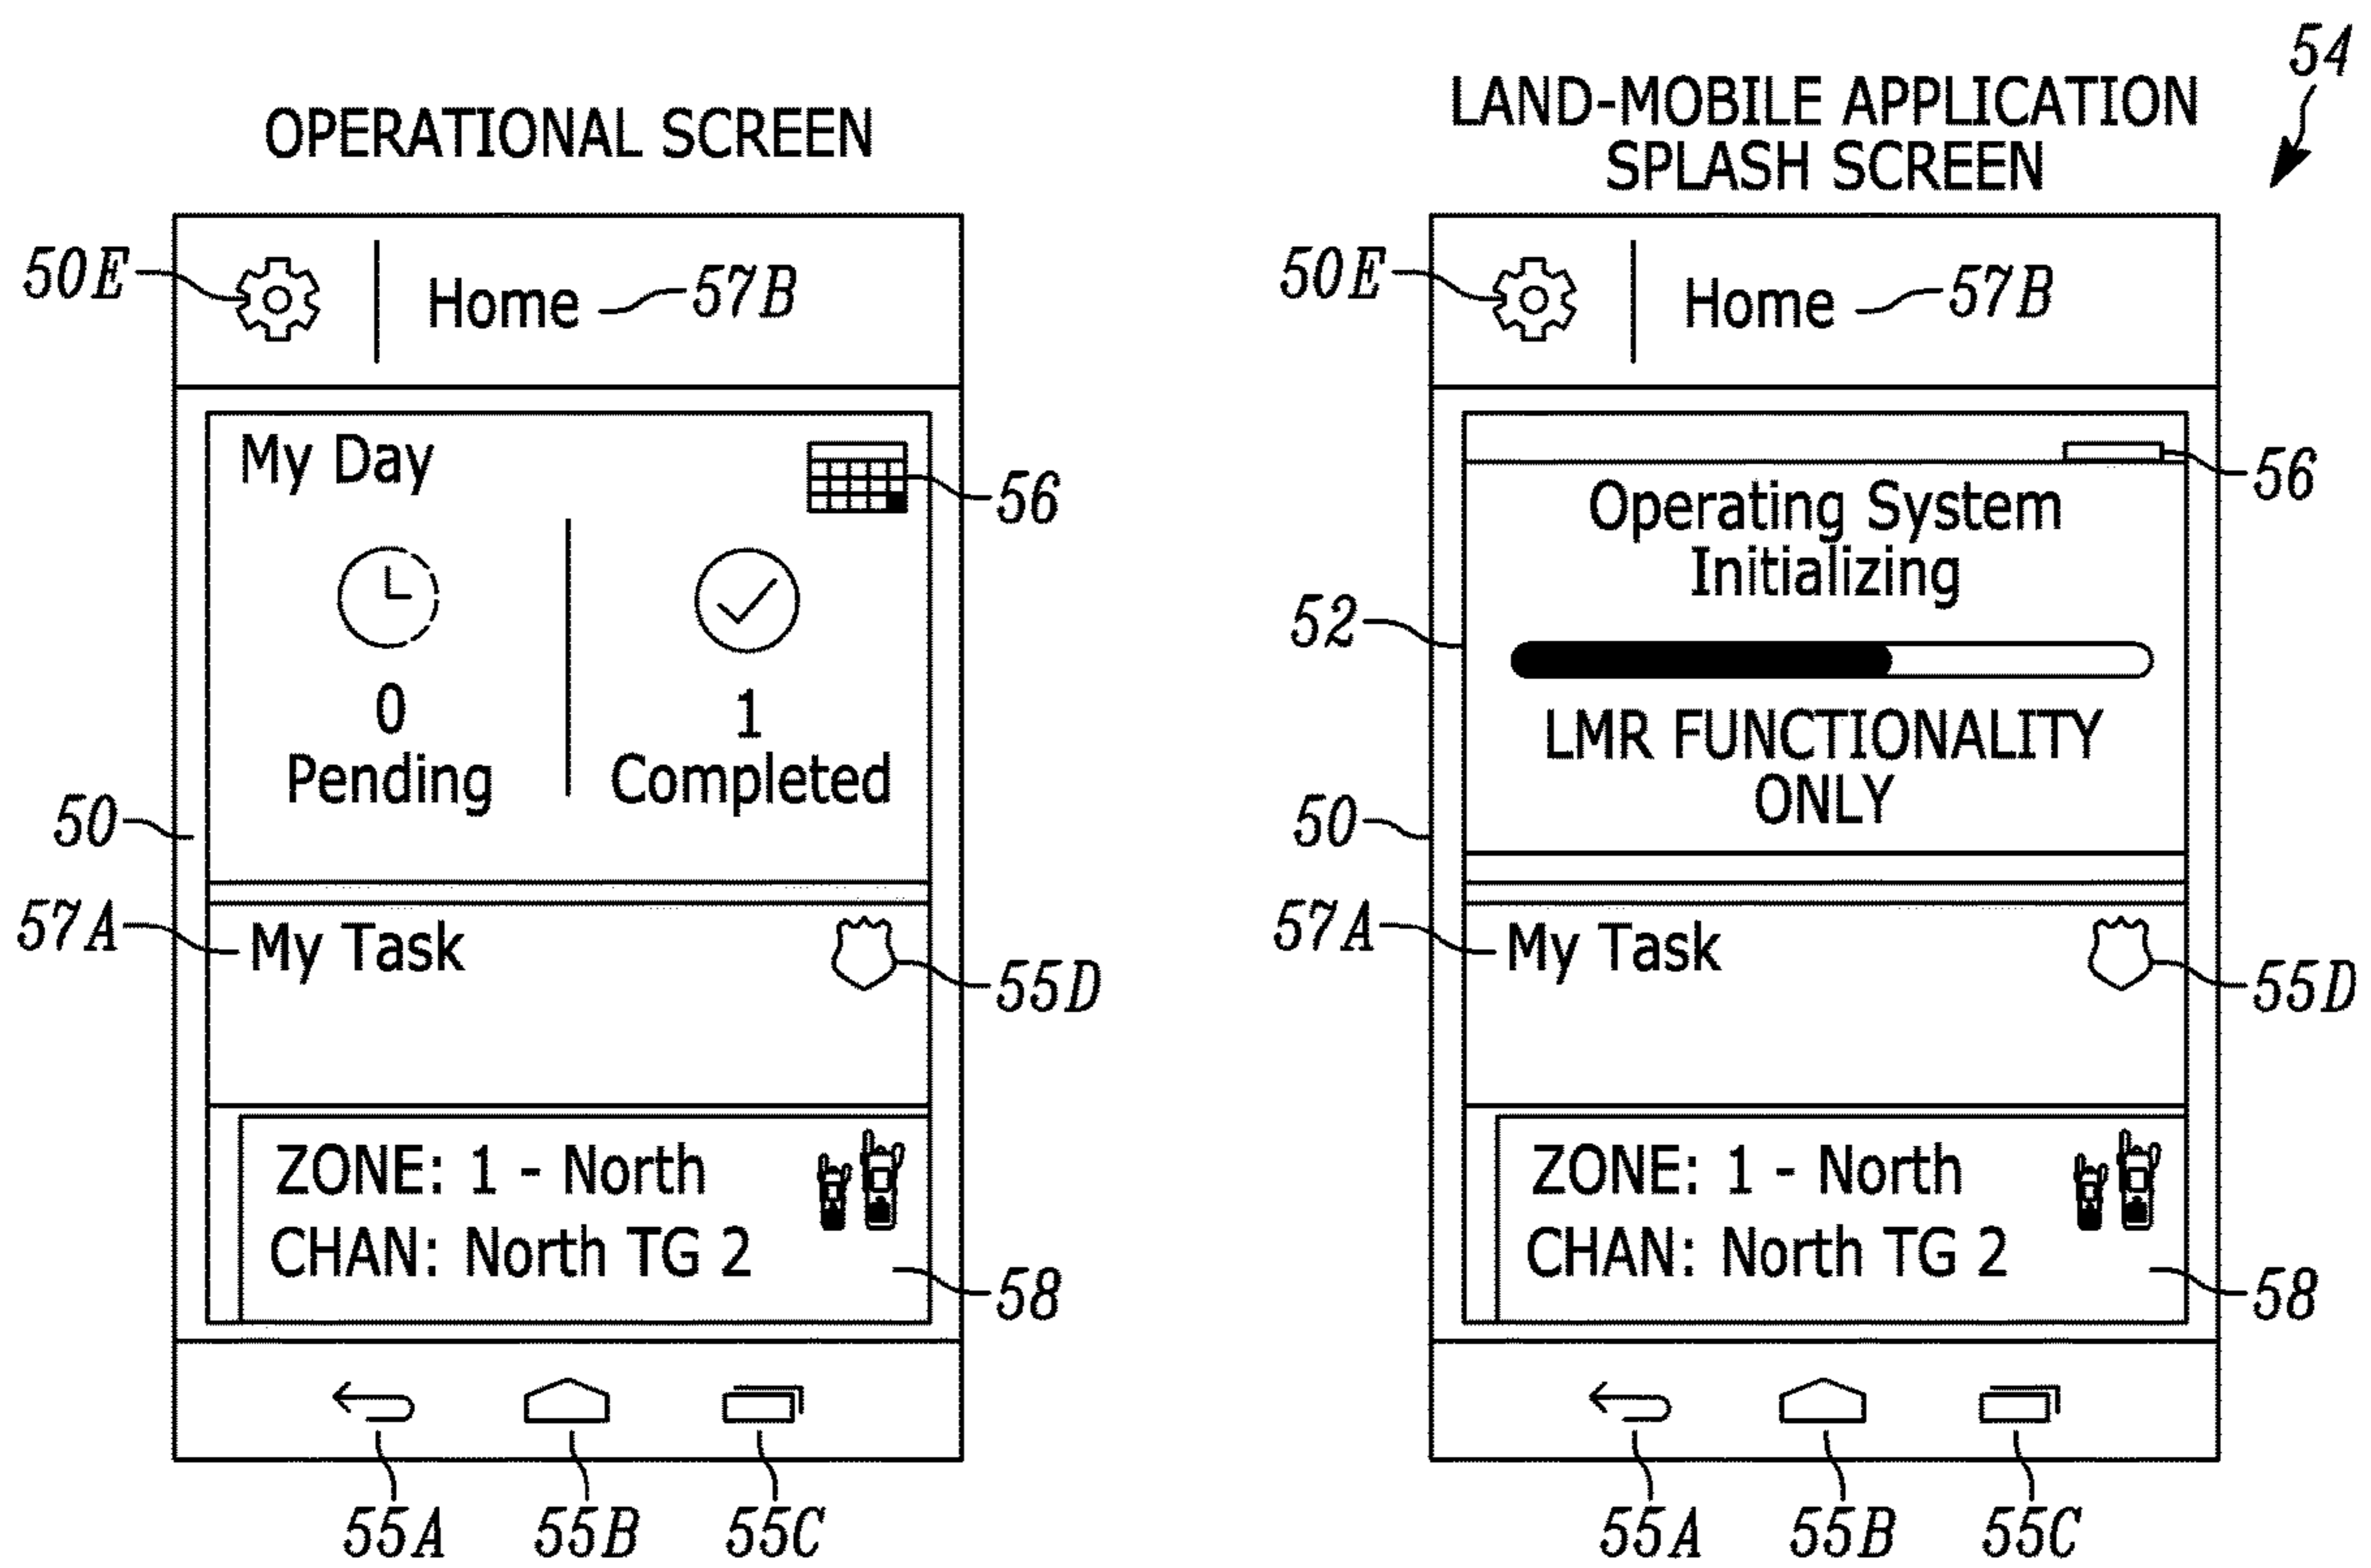 54
OPERATIONAL SCREEN
50E
Home
57B
My Day
56
0
Pending
1
Completed
50
57A
My Task
55D
ZONE: 1 - North
CHAN: North TG 2
58
55A
55B
55C
LAND-MOBILE APPLICATION
SPLASH SCREEN
50E
Home
57B
56
Operating System
Initializing
52
LMR FUNCTIONALITY
ONLY
50
57A
My Task
55D
ZONE: 1 - North
CHAN: North TG 2
58
55A
55B
55C